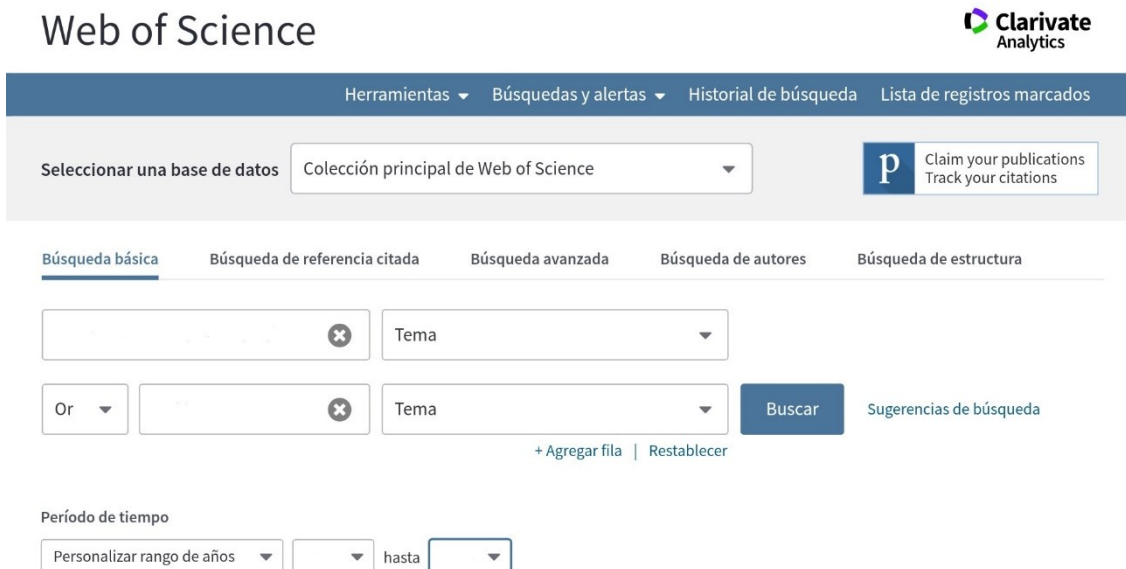 Web of Science
Clarivate
Analytics
Herramientas Búsquedas y alertas Historial de búsqueda Lista de registros marcados
Seleccionar una base de datos Colección principal de Web of Science
p Claim your publications
Track your citations
Búsqueda básica Búsqueda de referencia citada Búsqueda avanzada Búsqueda de autores Búsqueda de estructura
Tema
Or Tema Buscar Sugerencias de búsqueda
+ Agregar fila | Restablecer
Período de tiempo
Personalizar rango de años hasta